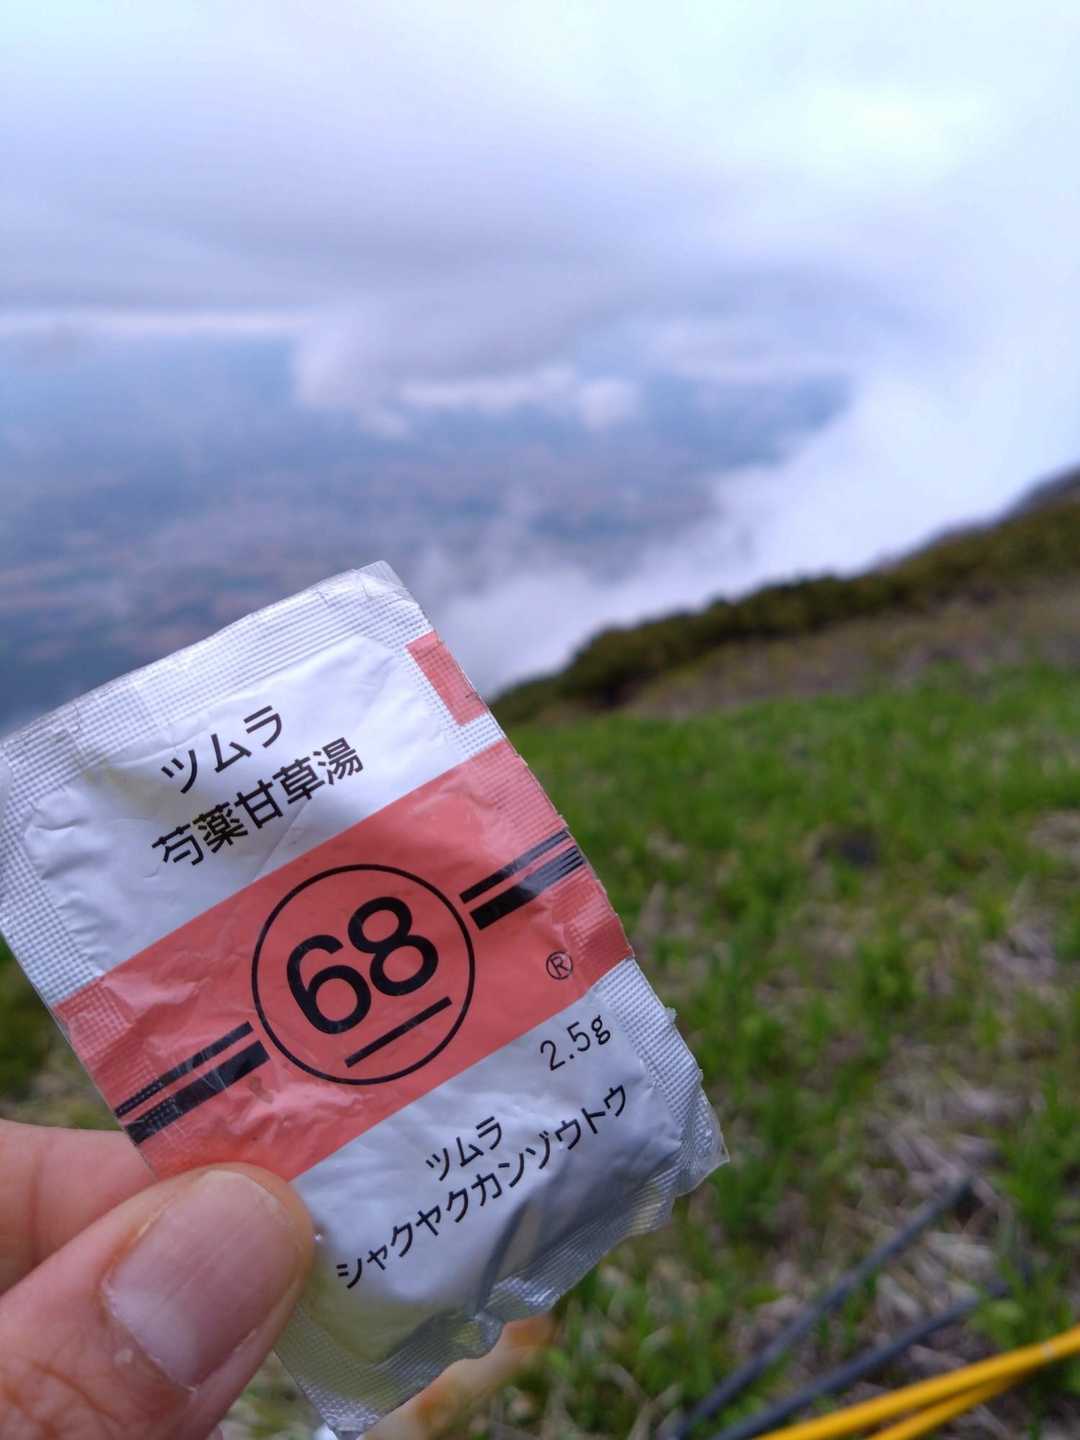 ツムラ
芍薬甘草湯
68
®
2.5g
ツムラ
シャクヤクカンゾウトウ